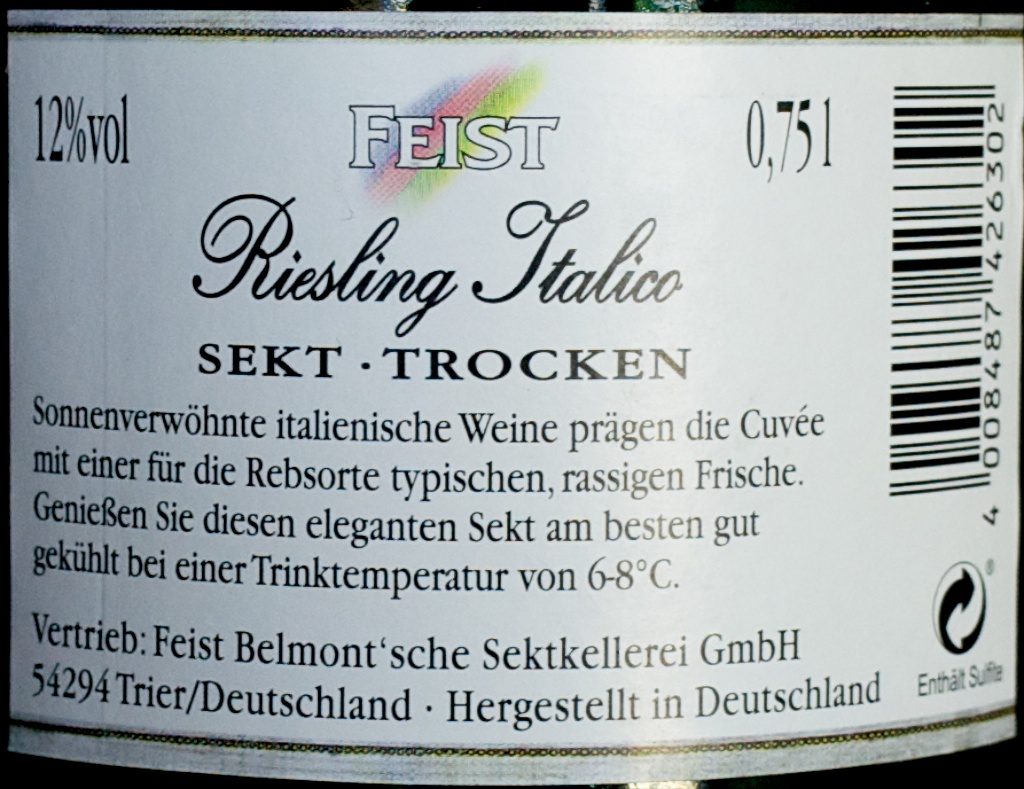 12%vol
FEIST
0,75 l
Riesling Italico
SEKT · TROCKEN
Sonnenverwöhnte italienische Weine prägen die Cuvée
mit einer für die Rebsorte typischen, rassigen Frische.
Genießen Sie diesen eleganten Sekt am besten gut
gekühlt bei einer Trinktemperatur von 6-8°C.
Vertrieb: Feist Belmont‘sche Sektkellerei GmbH
54294 Trier/Deutschland · Hergestellt in Deutschland
4 008487 426302
®
Enthält Sulfite